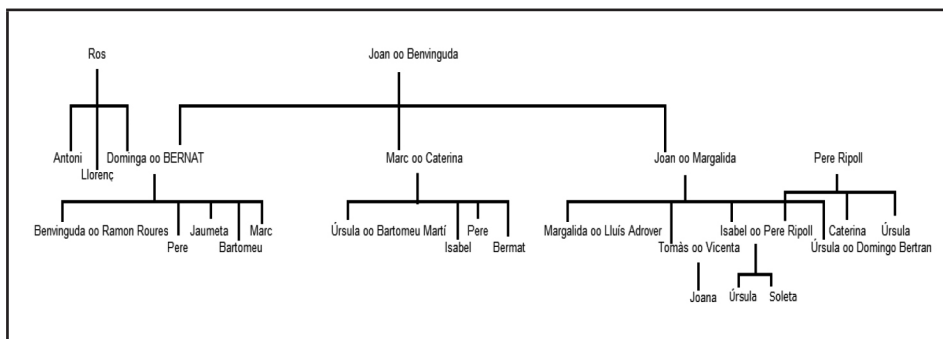 Ros Joan oo Benvinguda
Antoni Dominga oo BERNAT Marc oo Caterina Joan oo Margalida Pere Ripoll
Llorenç
Benvinguda oo Ramon Roures Jaumeta Marc Úrsula oo Bartomeu Martí Pere Margalida oo Lluís Adrover Isabel oo Pere Ripoll Caterina Úrsula
Pere Bartomeu Isabel Bermat Tomàs oo Vicenta Úrsula oo Domingo Bertran
Joana Úrsula Soleta